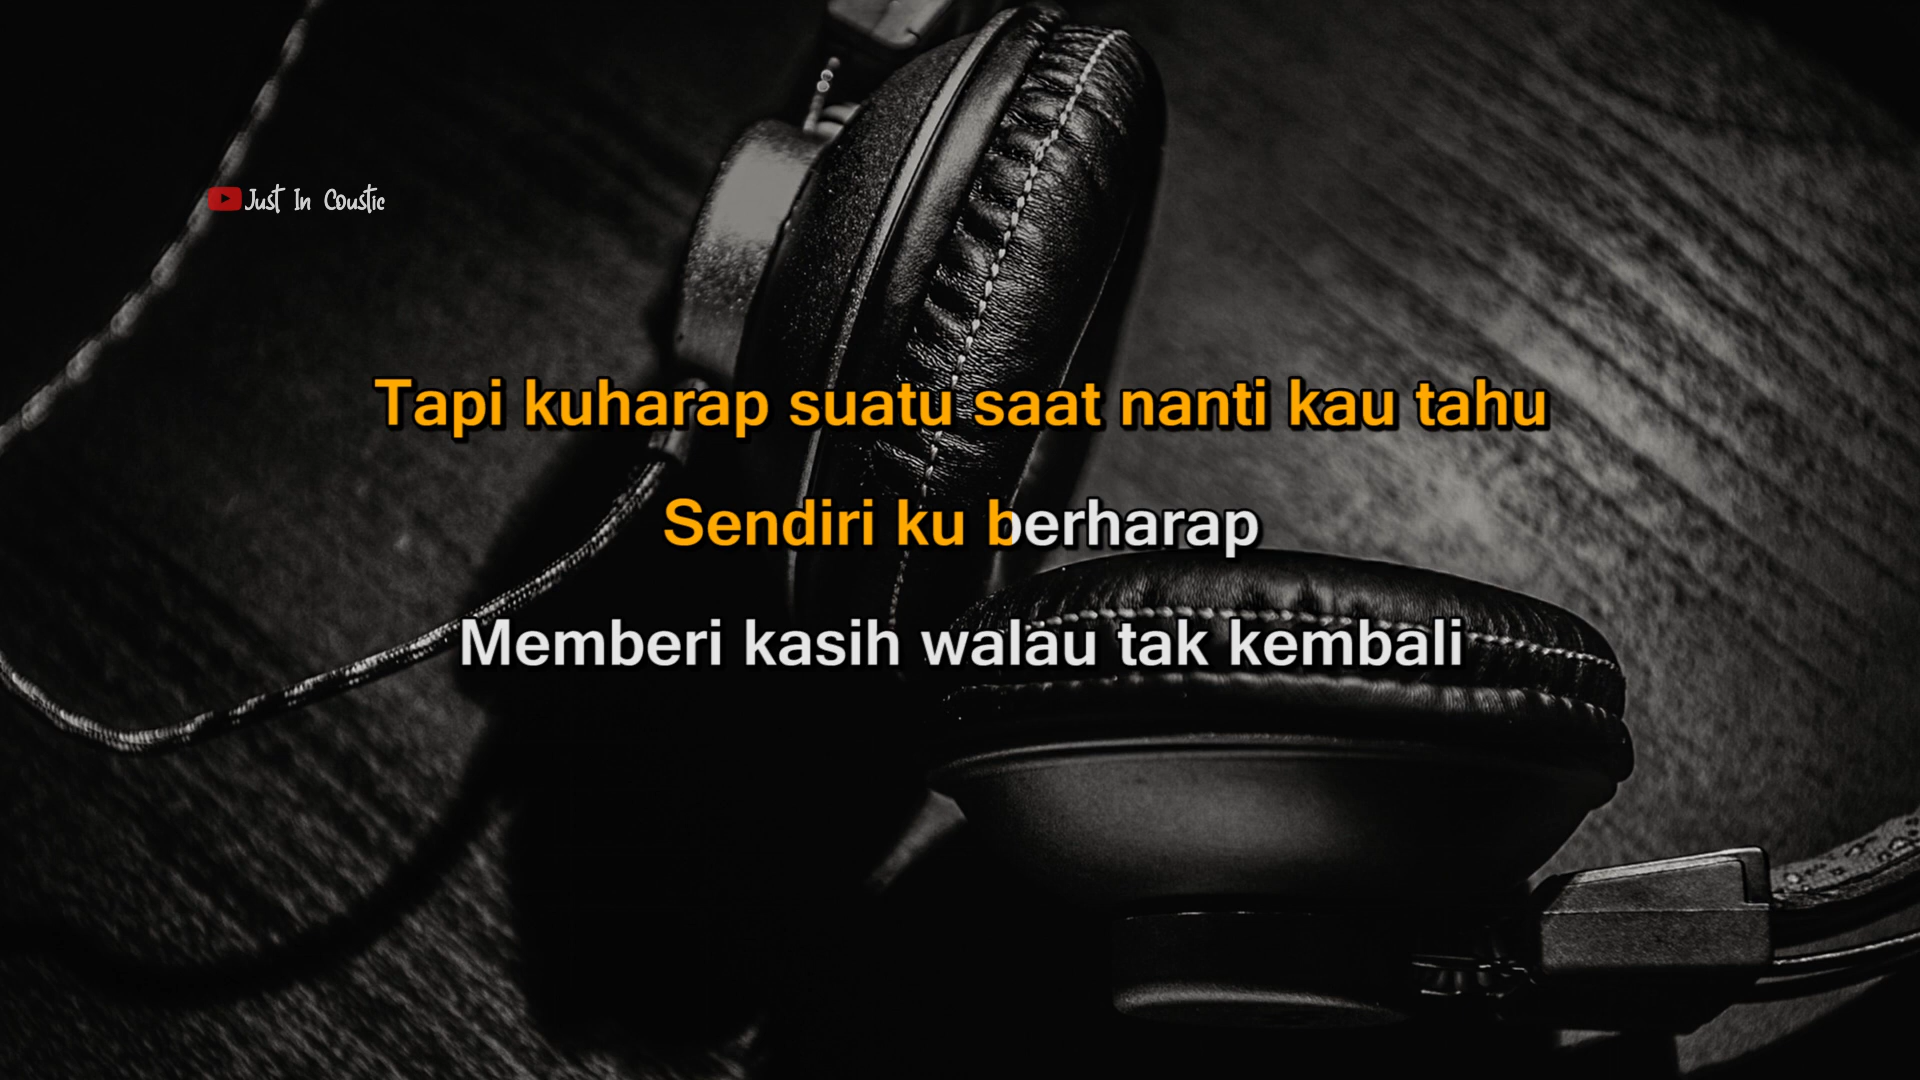 Just In Coustic
Tapi kuharap suatu saat nanti kau tahu
Sendiri ku berharap
Memberi kasih walau tak kembali